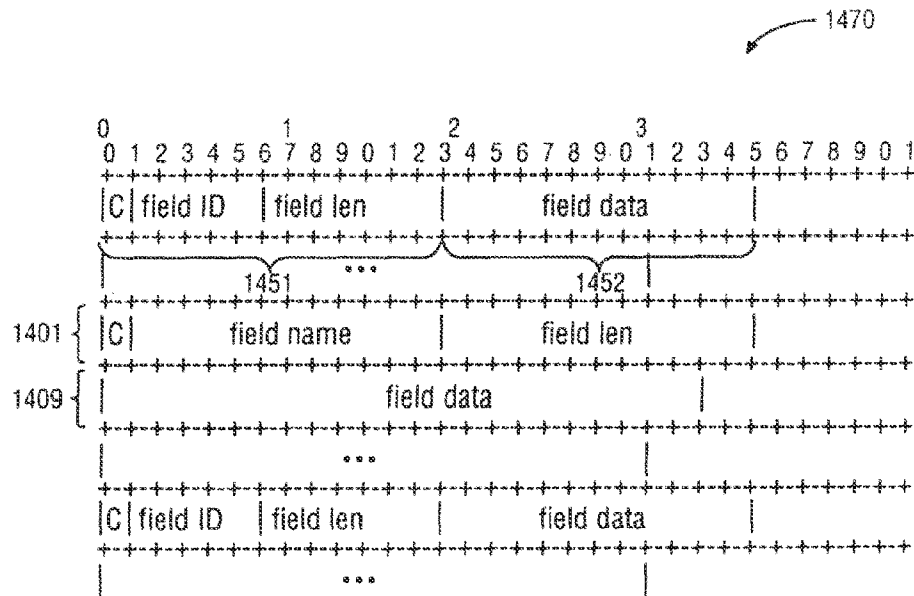 1470
0 1 2 3
0 1 2 3 4 5 6 7 8 9 0 1 2 3 4 5 6 7 8 9 0 1 2 3 4 5 6 7 8 9 0 1
|C| field ID | field len | field data |
1451 ... 1452
1401 |C| field name | field len |
1409 | field data |
| ... |
|C| field ID | field len | field data |
| ... |